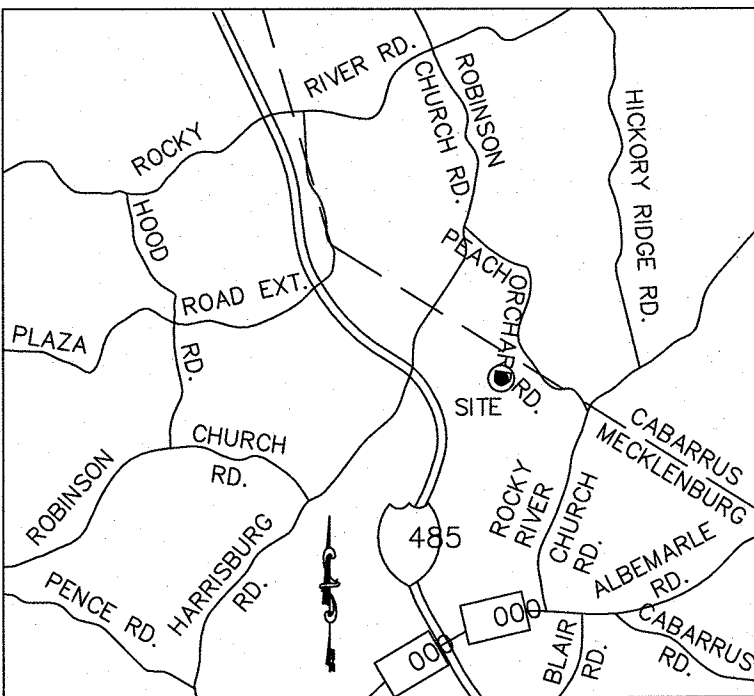 ROCKY
RIVER RD.
ROBINSON
CHURCH RD.
HICKORY RIDGE RD.
HOOD
RD.
PLAZA
ROAD EXT.
PEACHORCHARD
RD.
SITE
CABARRUS
MECKLENBURG
ROBINSON
CHURCH
RD.
HARRISBURG
RD.
PENCE RD.
485
ROCKY
RIVER
CHURCH
RD.
ALBEMARLE
RD.
000
000
BLAIR
RD.
CABARRUS
RD.